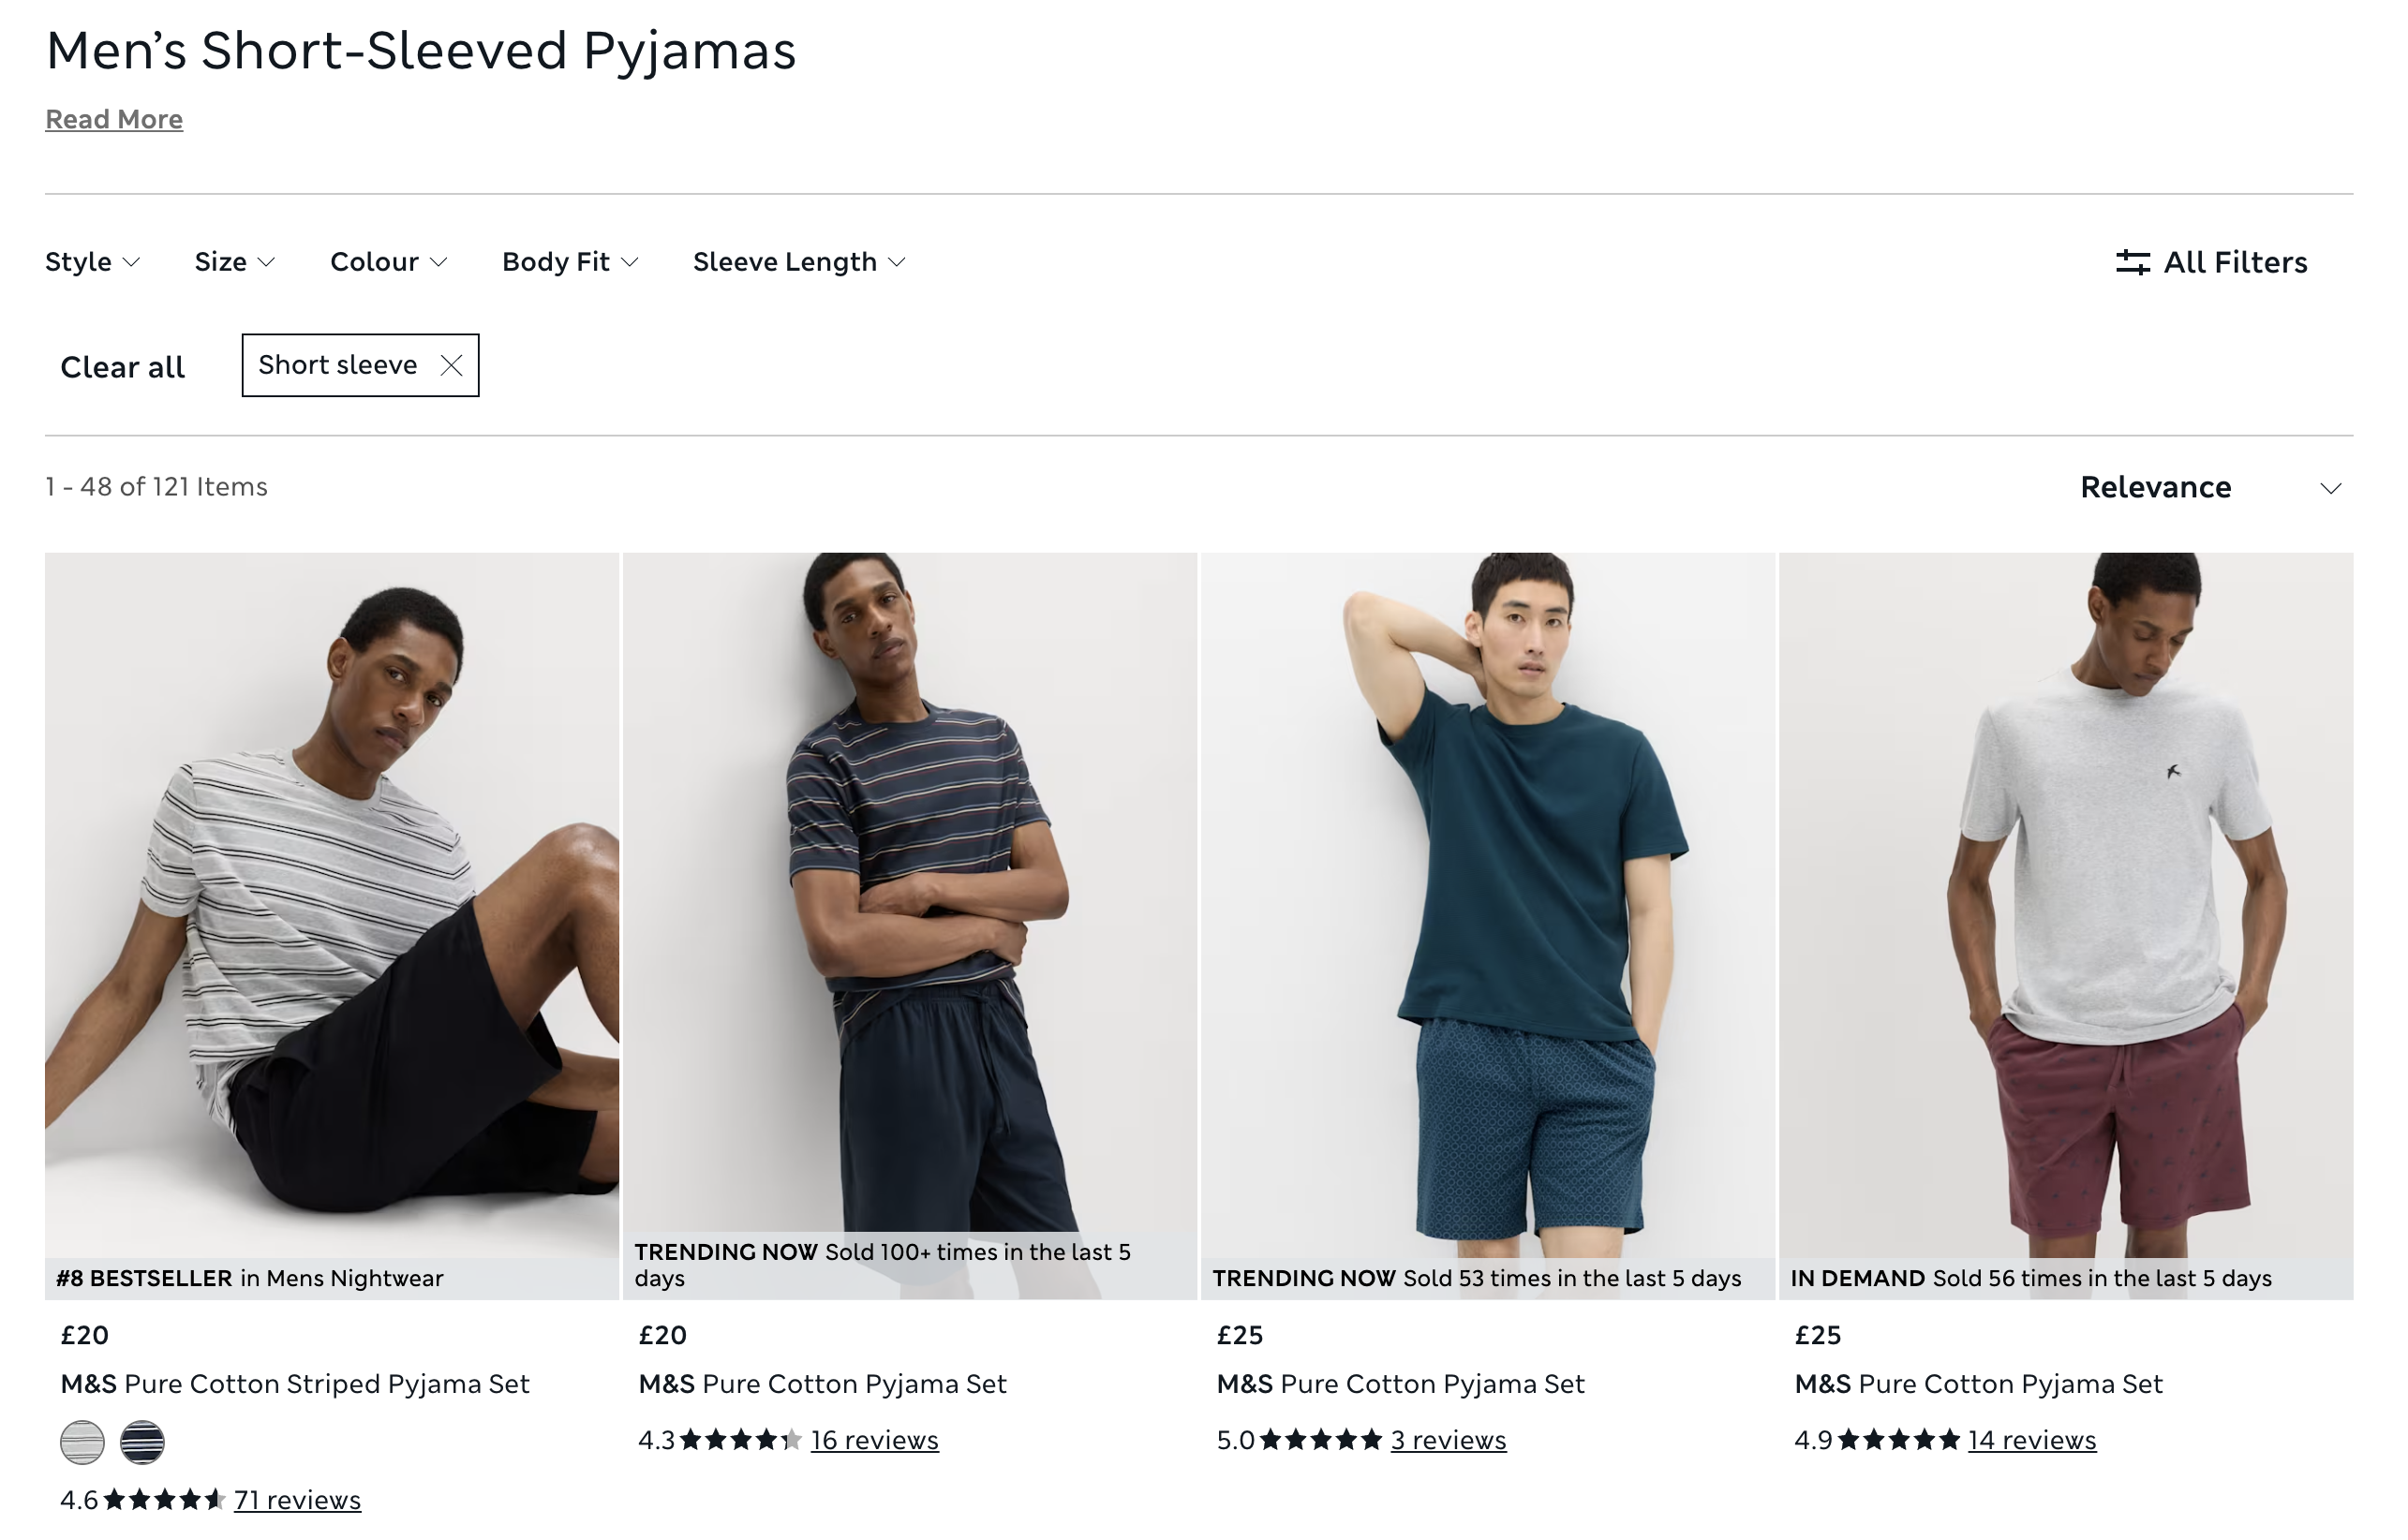 Men’s Short-Sleeved Pyjamas
Read More
Style Size Colour Body Fit Sleeve Length All Filters
Clear all Short sleeve
1 - 48 of 121 Items Relevance
#8 BESTSELLER in Mens Nightwear
£20
M&S Pure Cotton Striped Pyjama Set
4.6 71 reviews
TRENDING NOW Sold 100+ times in the last 5
days
£20
M&S Pure Cotton Pyjama Set
4.3 16 reviews
TRENDING NOW Sold 53 times in the last 5 days
£25
M&S Pure Cotton Pyjama Set
5.0 3 reviews
IN DEMAND Sold 56 times in the last 5 days
£25
M&S Pure Cotton Pyjama Set
4.9 14 reviews